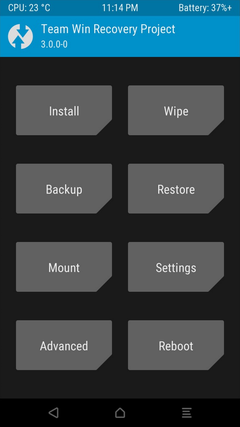 CPU: 23 °C 11:14 PM Battery: 37%+
Team Win Recovery Project
3.0.0-0
Install Wipe
Backup Restore
Mount Settings
Advanced Reboot